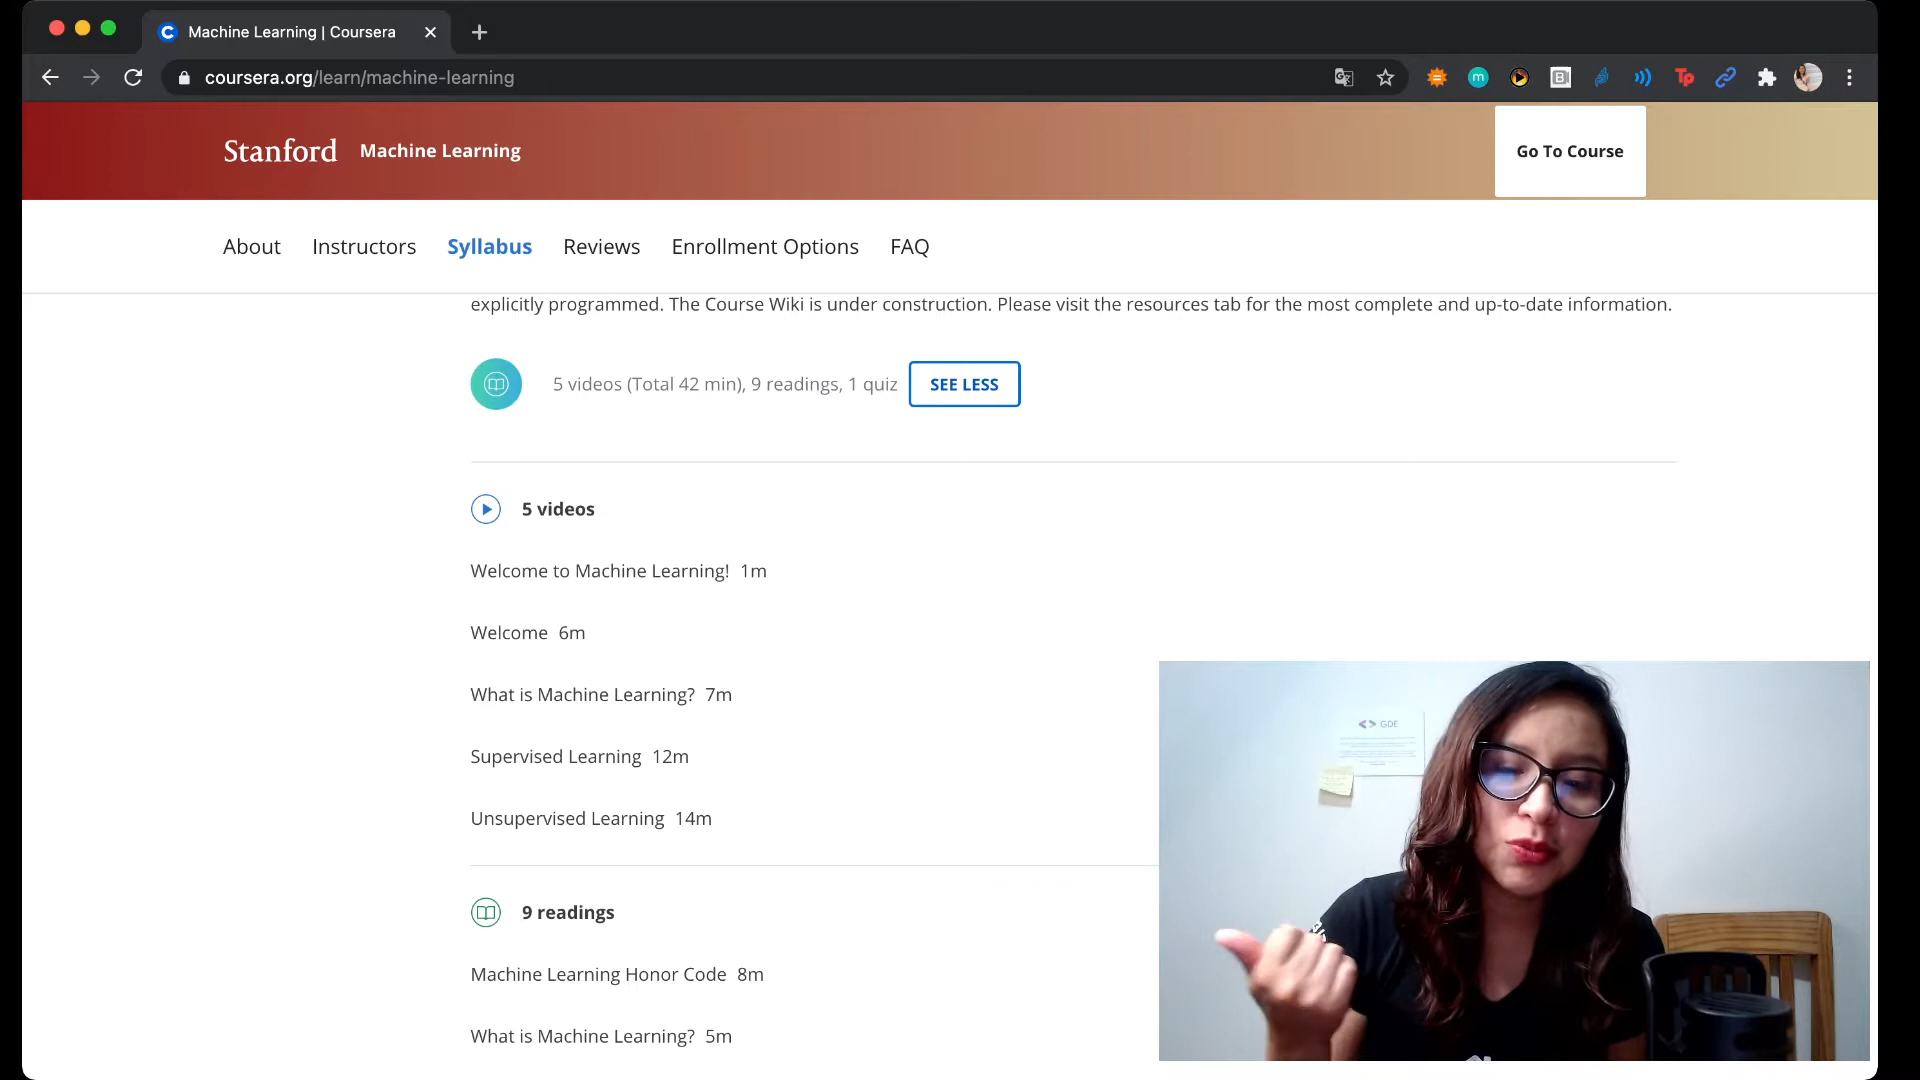 Machine Learning | Coursera
coursera.org/learn/machine-learning
Stanford Machine Learning
Go To Course
About Instructors Syllabus Reviews Enrollment Options FAQ
explicitly programmed. The Course Wiki is under construction. Please visit the resources tab for the most complete and up-to-date information.
5 videos (Total 42 min), 9 readings, 1 quiz SEE LESS
5 videos
Welcome to Machine Learning! 1m
Welcome 6m
What is Machine Learning? 7m
Supervised Learning 12m
Unsupervised Learning 14m
9 readings
Machine Learning Honor Code 8m
What is Machine Learning? 5m
<> GDE